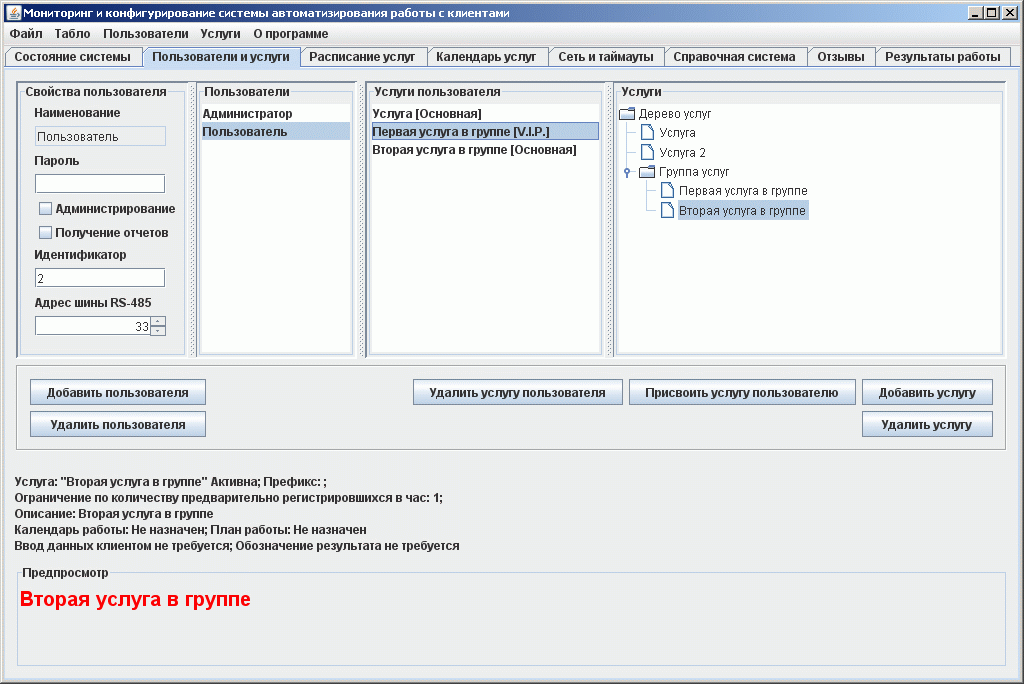 Мониторинг и конфигурирование системы автоматизирования работы с клиентами
Файл Табло Пользователи Услуги О программе
Состояние системы Пользователи и услуги Расписание услуг Календарь услуг Сеть и таймауты Справочная система Отзывы Результаты работы
Свойства пользователя
Наименование
Пользователь
Пароль
Администрирование
Получение отчетов
Идентификатор
2
Адрес шины RS-485
33
Пользователи
Администратор
Пользователь
Услуги пользователя
Услуга [Основная]
Первая услуга в группе [V.I.P.]
Вторая услуга в группе [Основная]
Услуги
Дерево услуг
Услуга
Услуга 2
Группа услуг
Первая услуга в группе
Вторая услуга в группе
Добавить пользователя Удалить услугу пользователя Присвоить услугу пользователю Добавить услугу
Удалить пользователя Удалить услугу
Услуга: "Вторая услуга в группе" Активна; Префикс: ;
Ограничение по количеству предварительно регистрировшихся в час: 1;
Описание: Вторая услуга в группе
Календарь работы: Не назначен; План работы: Не назначен
Ввод данных клиентом не требуется; Обозначение результата не требуется
Предпросмотр
Вторая услуга в группе